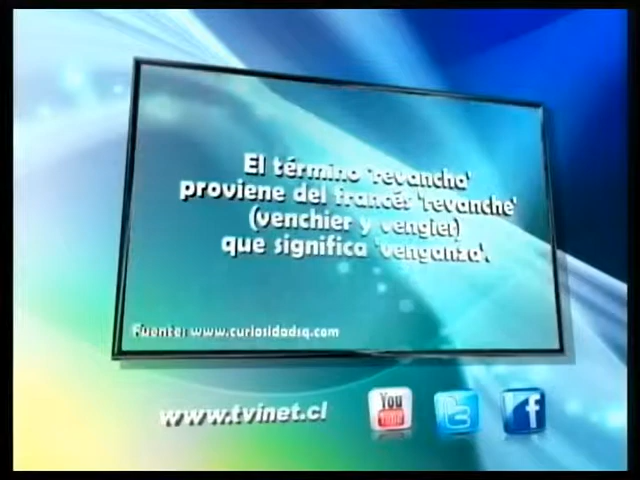 El término 'revancha'
proviene del francés 'revanche'
(venchier y vengier)
que significa 'venganza'.
Fuente: www.curiosidadsq.com
www.tvinet.cl
You
Tube